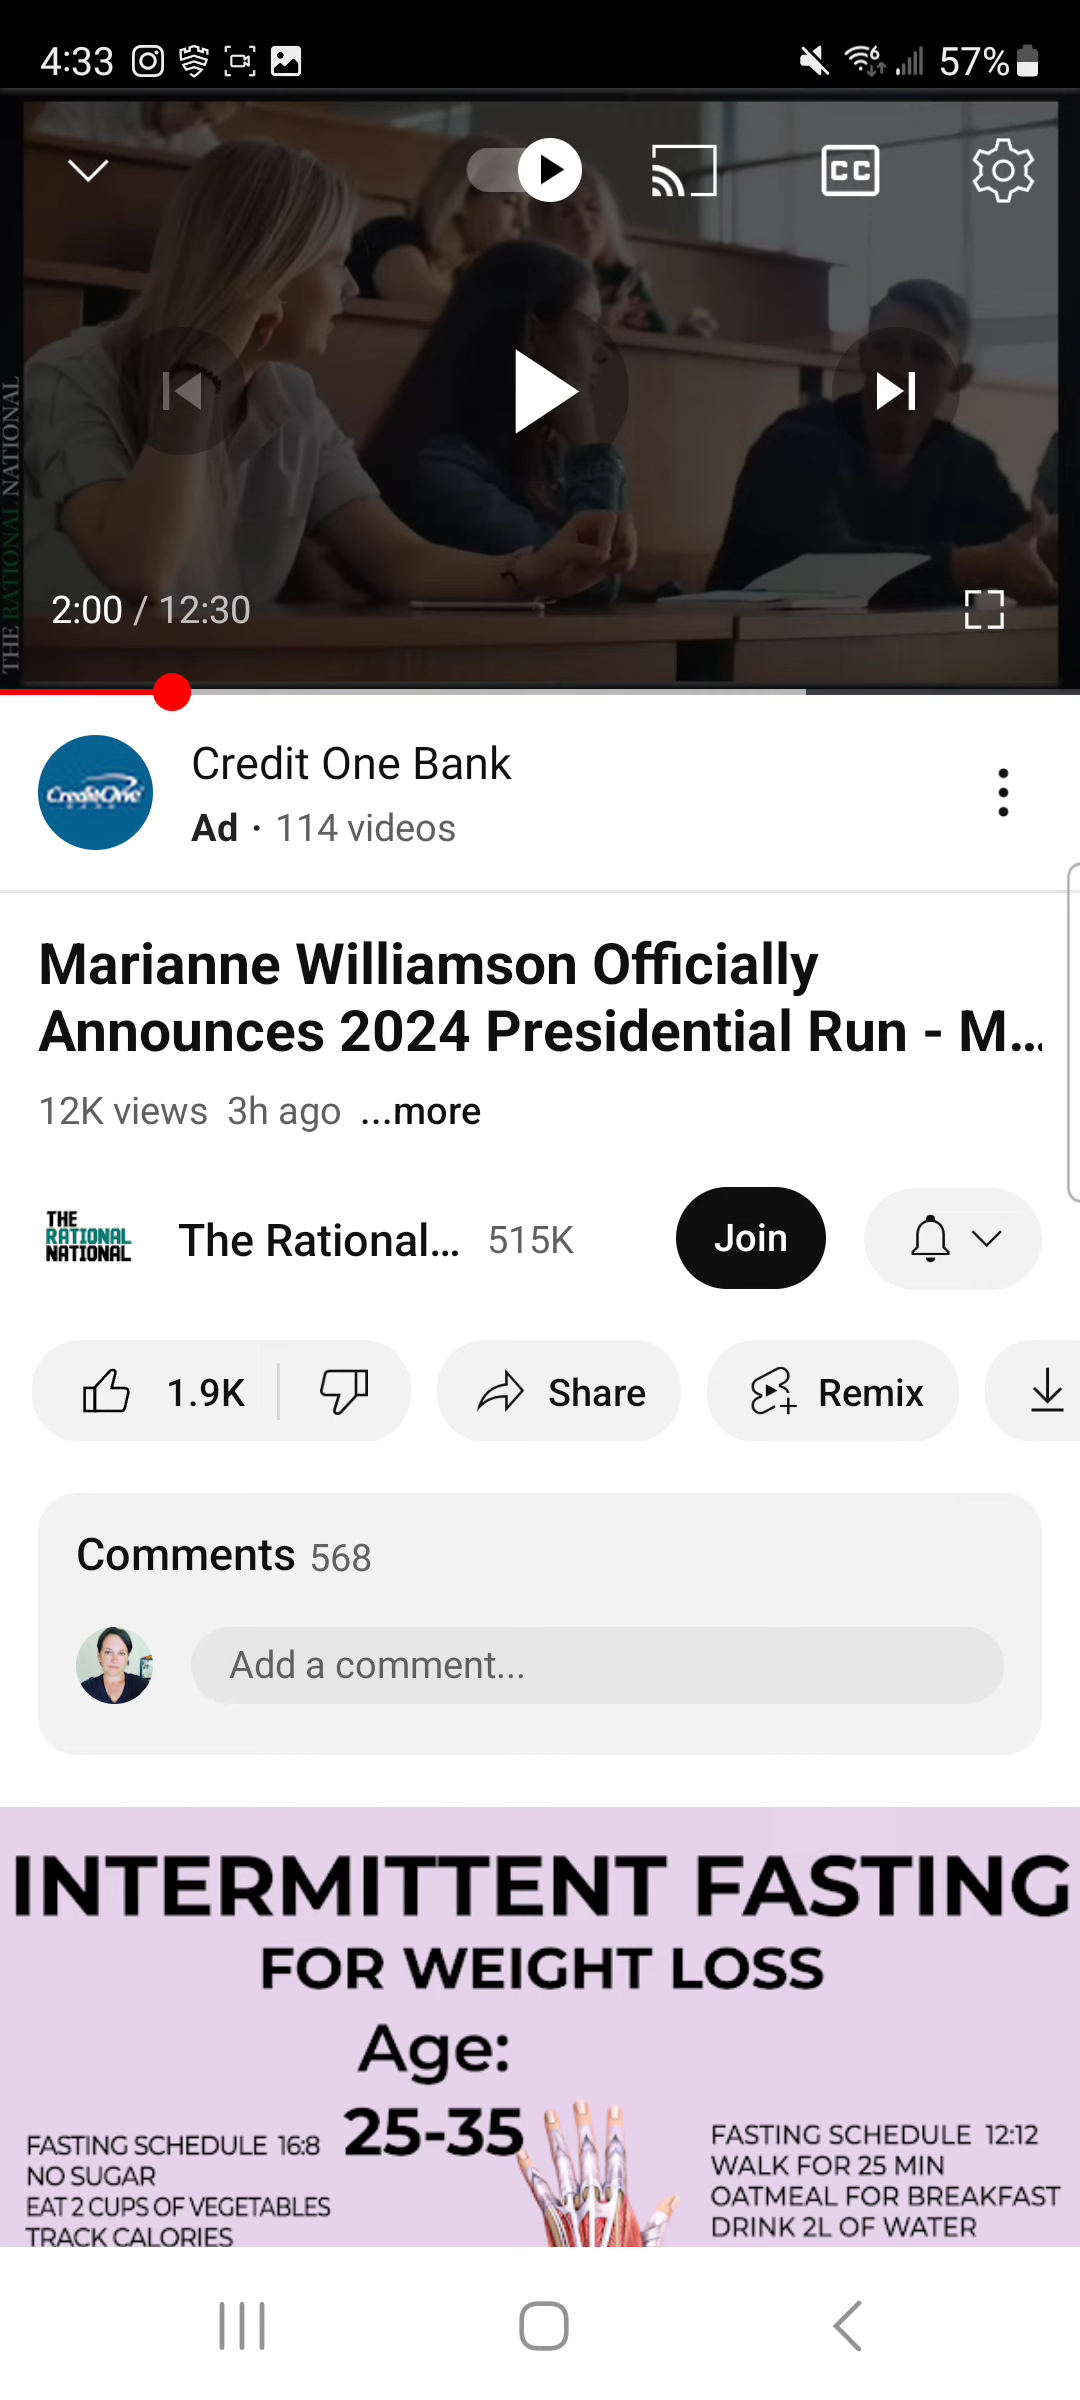 4:33
57%
CC
THE RATIONAL NATIONAL
2:00 / 12:30
CreditOne
BANK
Credit One Bank
Ad · 114 videos
Marianne Williamson Officially
Announces 2024 Presidential Run - M...
12K views 3h ago ...more
THE
RATIONAL
NATIONAL
The Rational... 515K
Join
1.9K
Share
Remix
Comments 568
Add a comment...
INTERMITTENT FASTING
FOR WEIGHT LOSS
Age:
25-35
FASTING SCHEDULE 16:8
NO SUGAR
EAT 2 CUPS OF VEGETABLES
TRACK CALORIES
FASTING SCHEDULE 12:12
WALK FOR 25 MIN
OATMEAL FOR BREAKFAST
DRINK 2L OF WATER